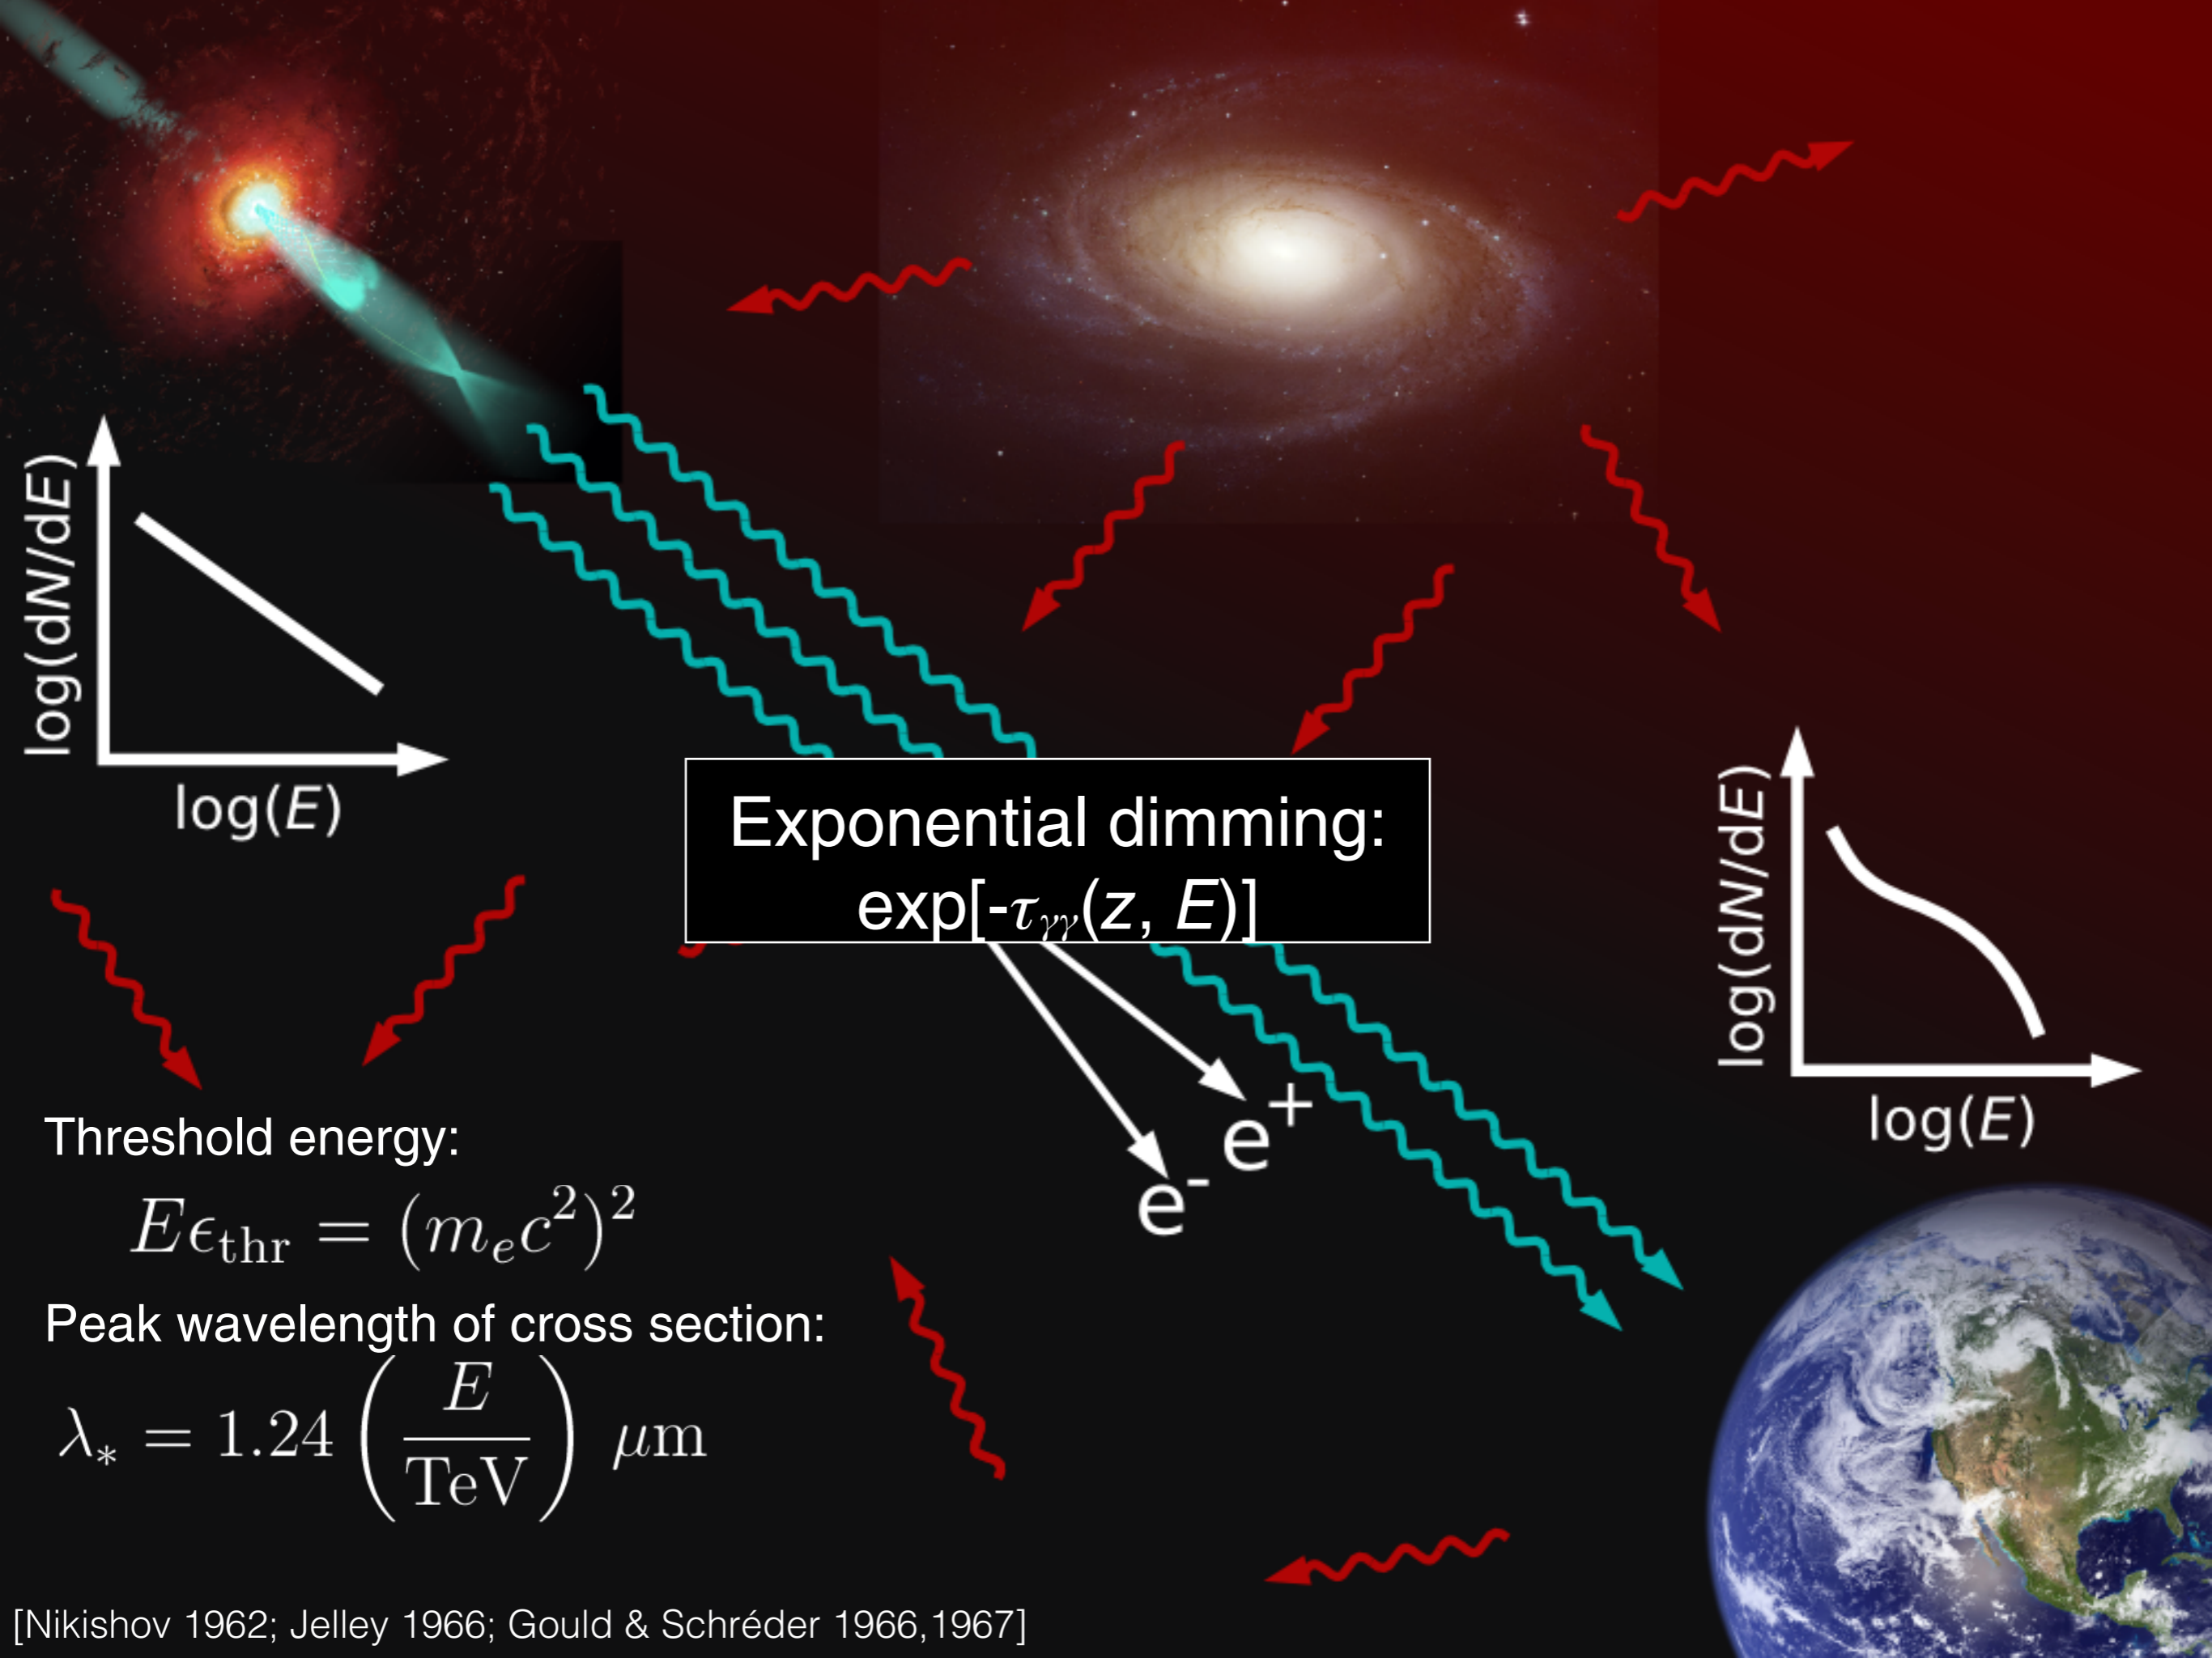 log(dN/dE)
log(E)
Exponential dimming:
exp[-τγγ(z, E)]
log(dN/dE)
log(E)
e⁺
e⁻
Threshold energy:
Eϵ_thr = (mₑc²)²
Peak wavelength of cross section:
λ* = 1.24 (E/TeV) μm
[Nikishov 1962; Jelley 1966; Gould & Schréder 1966,1967]